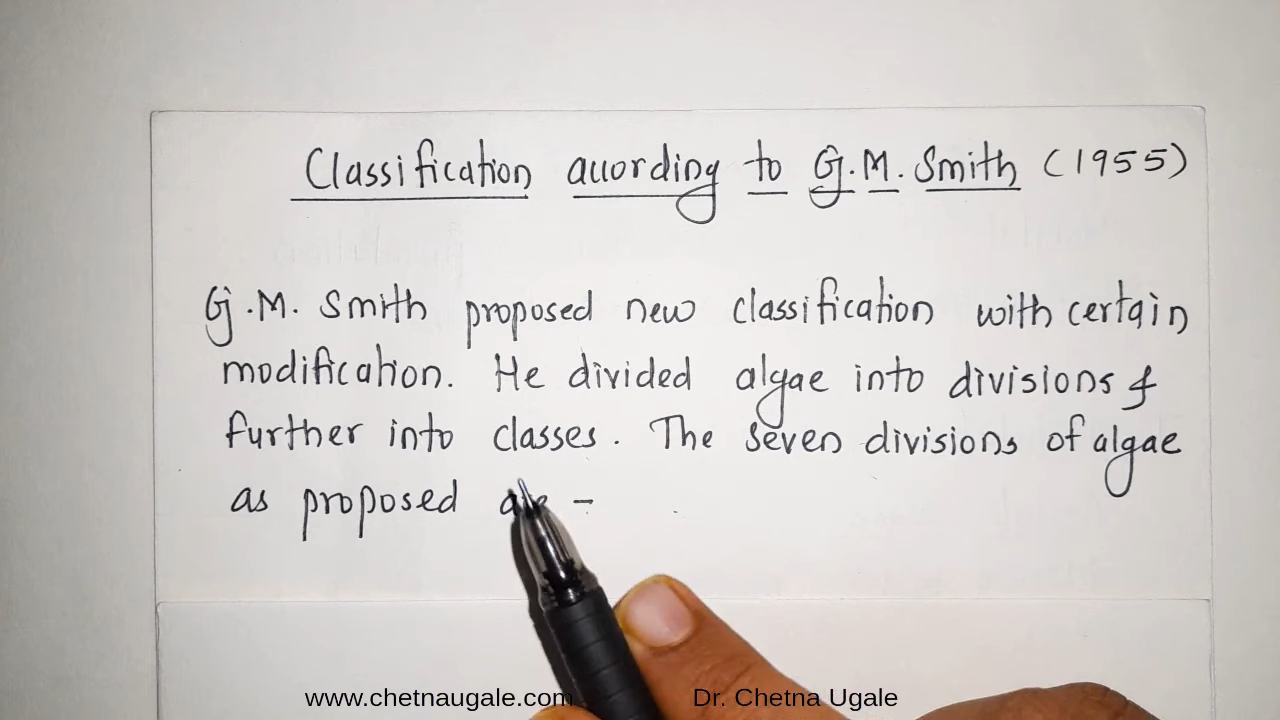 Classification auording to G.M. Smith (1955)
G.M. Smith proposed new classification with certain
modification. He divided algae into divisions &
further into classes. The seven divisions of algae
as proposed are -
www.chetnaugale.com Dr. Chetna Ugale